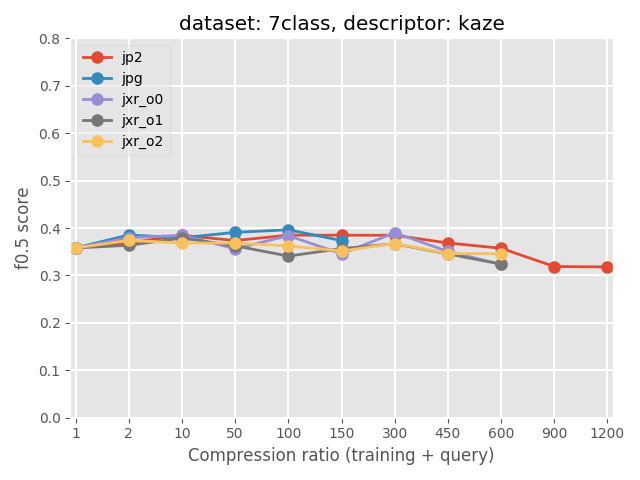 dataset: 7class, descriptor: kaze
0.8
0.7
0.6
0.5
0.4
0.3
0.2
0.1
0.0
f0.5 score
jp2
jpg
jxr_o0
jxr_o1
jxr_o2
1 2 10 50 100 150 300 450 600 900 1200
Compression ratio (training + query)